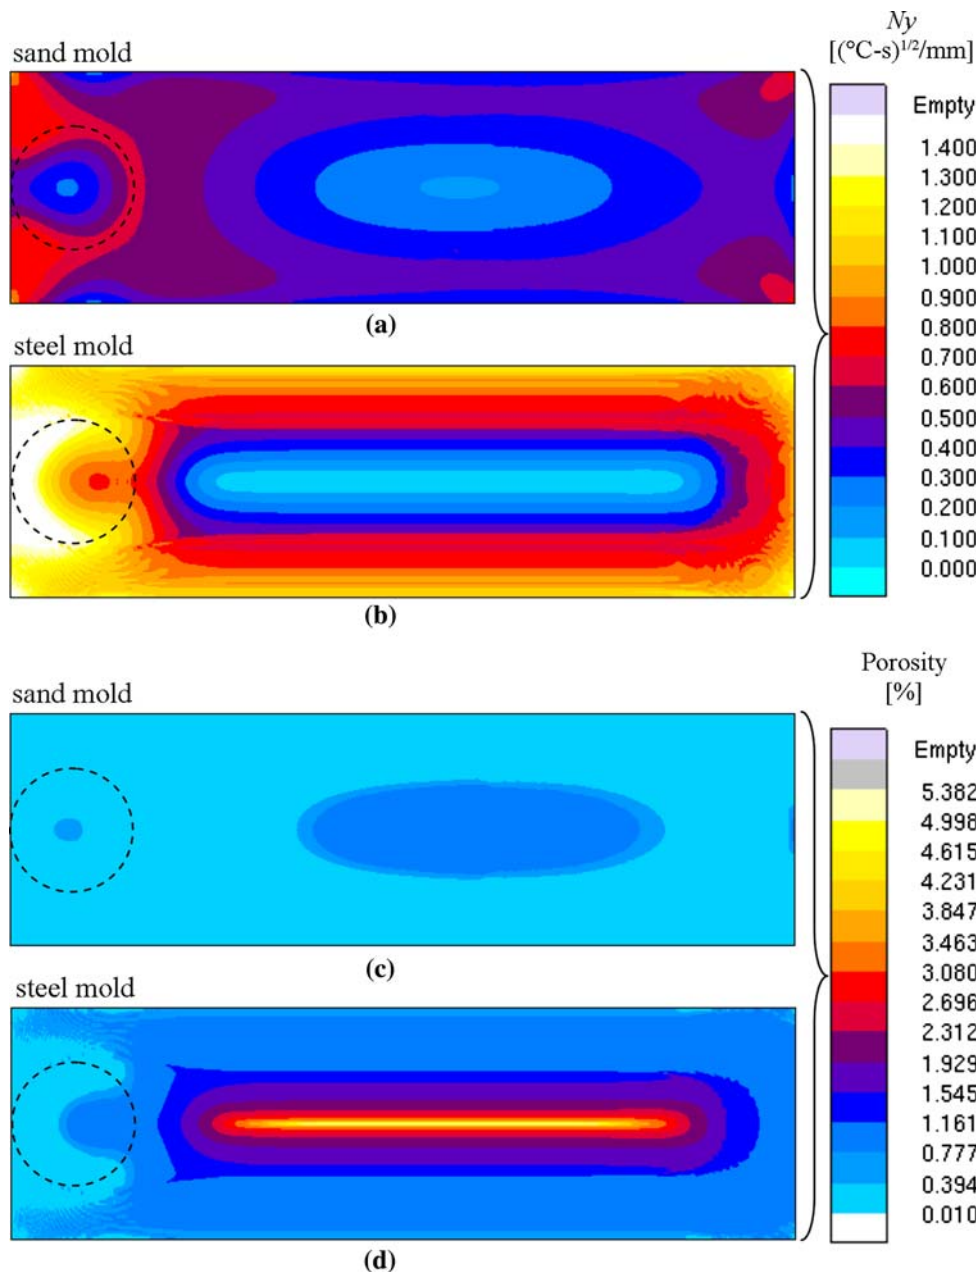 Ny
[(°C-s)1/2/mm]
sand mold
Empty
1.400
1.300
1.200
1.100
1.000
0.900
0.800
0.700
0.600
0.500
0.400
0.300
0.200
0.100
0.000
(a)
steel mold
(b)
Porosity
[%]
sand mold
Empty
5.382
4.998
4.615
4.231
3.847
3.463
3.080
2.696
2.312
1.929
1.545
1.161
0.777
0.394
0.010
(c)
steel mold
(d)